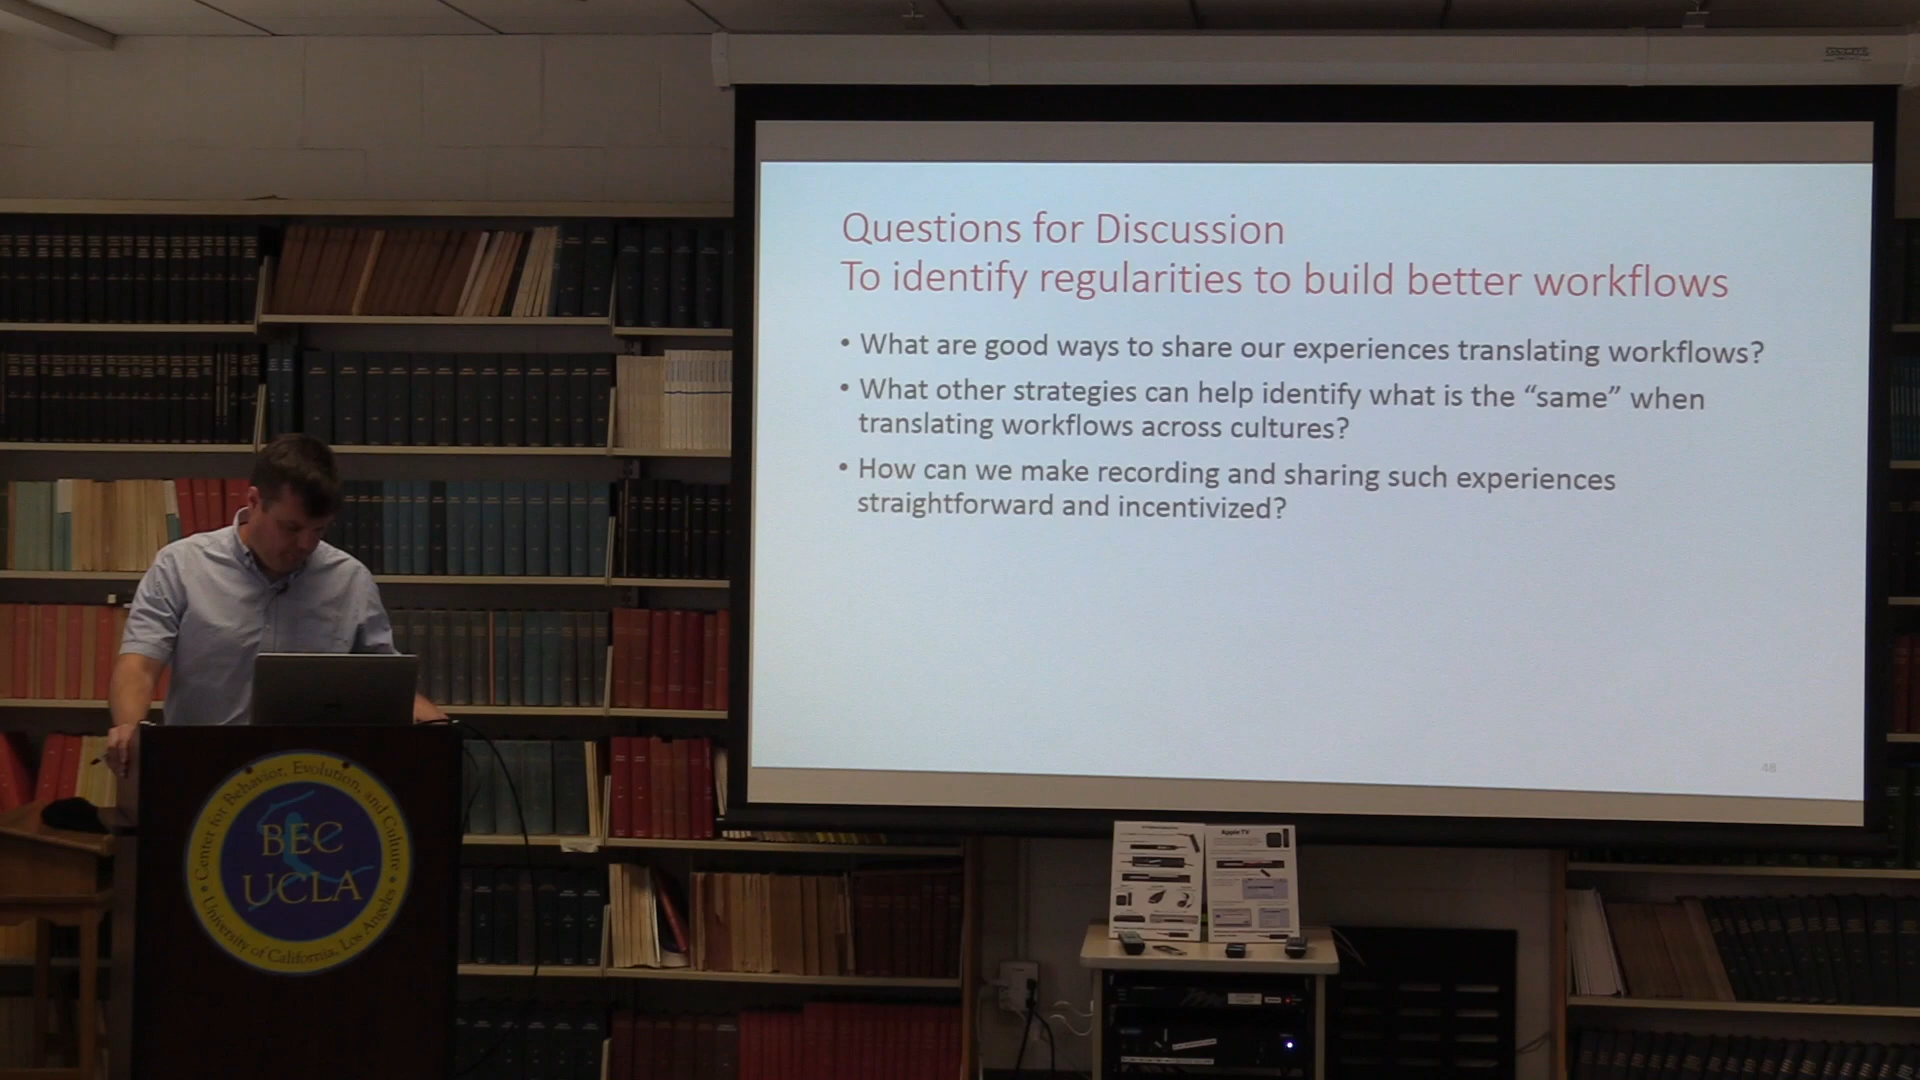 Questions for Discussion
To identify regularities to build better workflows
• What are good ways to share our experiences translating workflows?
• What other strategies can help identify what is the “same” when
translating workflows across cultures?
• How can we make recording and sharing such experiences
straightforward and incentivized?
48
Center for Behavior, Evolution, and Culture
BEC
UCLA
University of California, Los Angeles
Apple TV